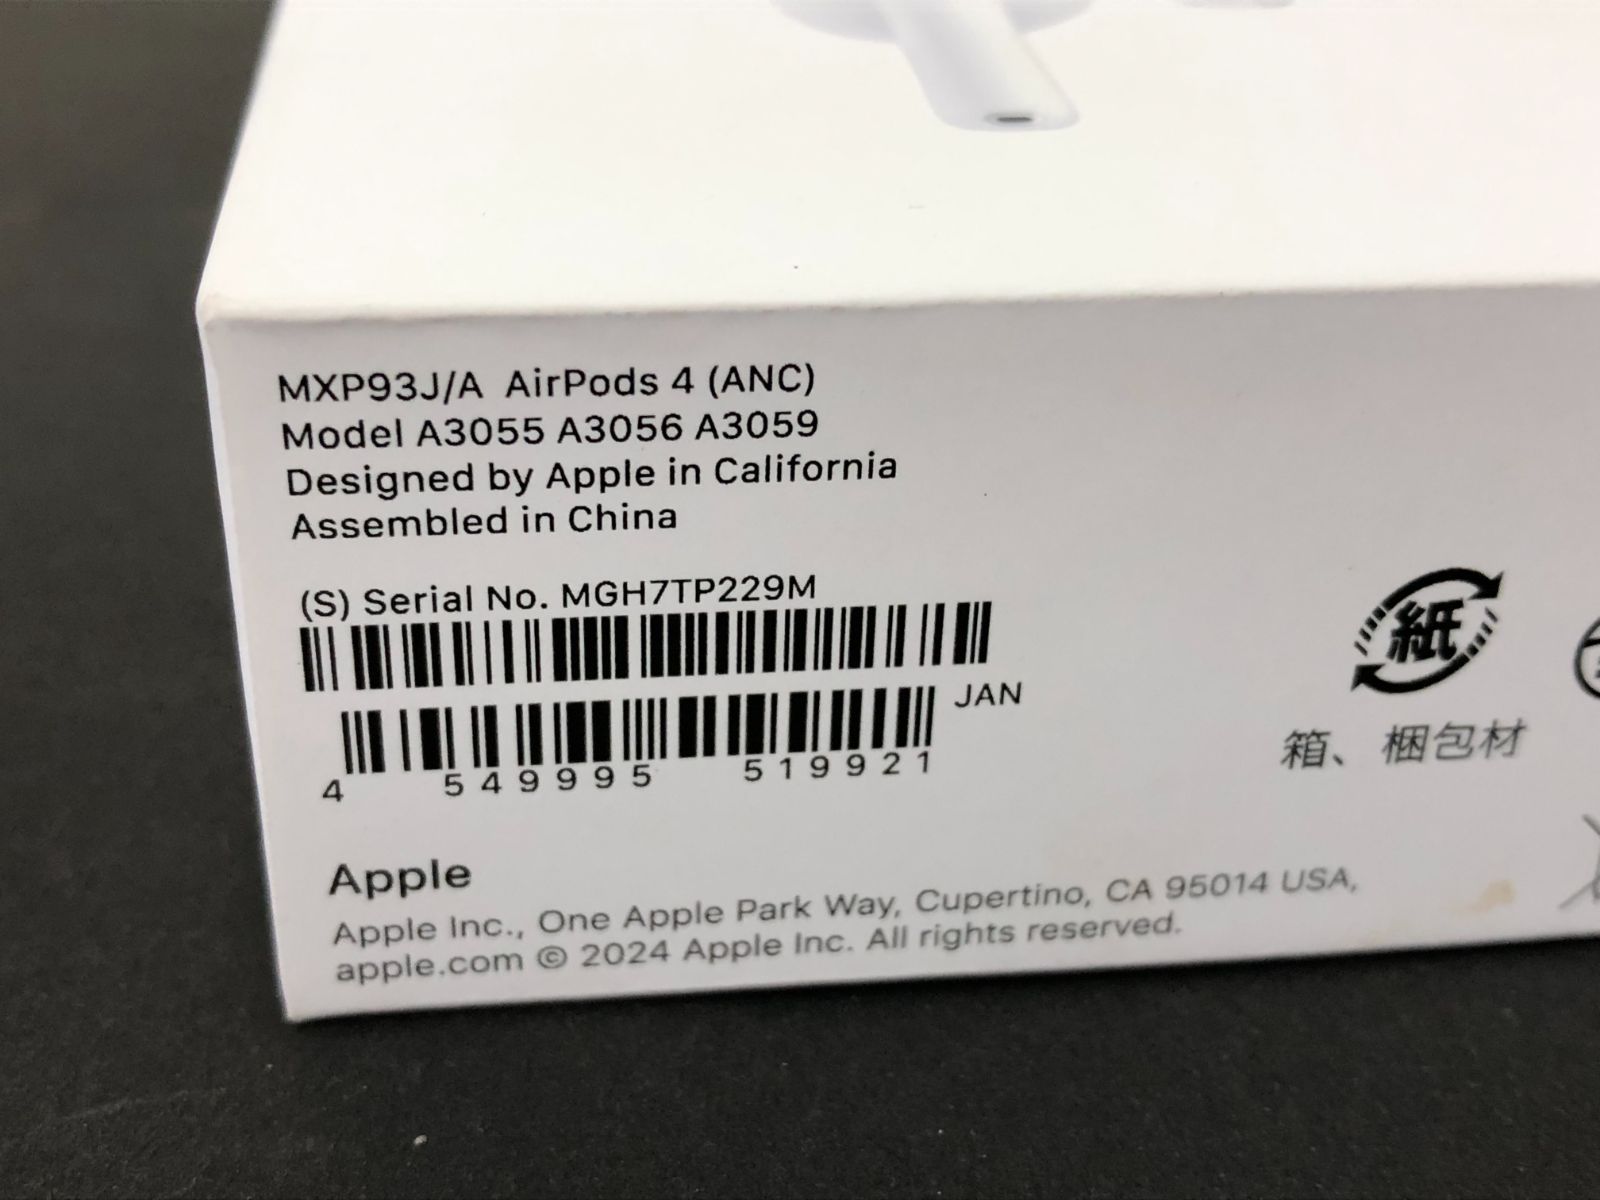 MXP93J/A AirPods 4 (ANC)
Model A3055 A3056 A3059
Designed by Apple in California
Assembled in China
(S) Serial No. MGH7TP229M
JAN
4 549995 519921
紙
箱、梱包材
Apple
Apple Inc., One Apple Park Way, Cupertino, CA 95014 USA,
apple.com © 2024 Apple Inc. All rights reserved.